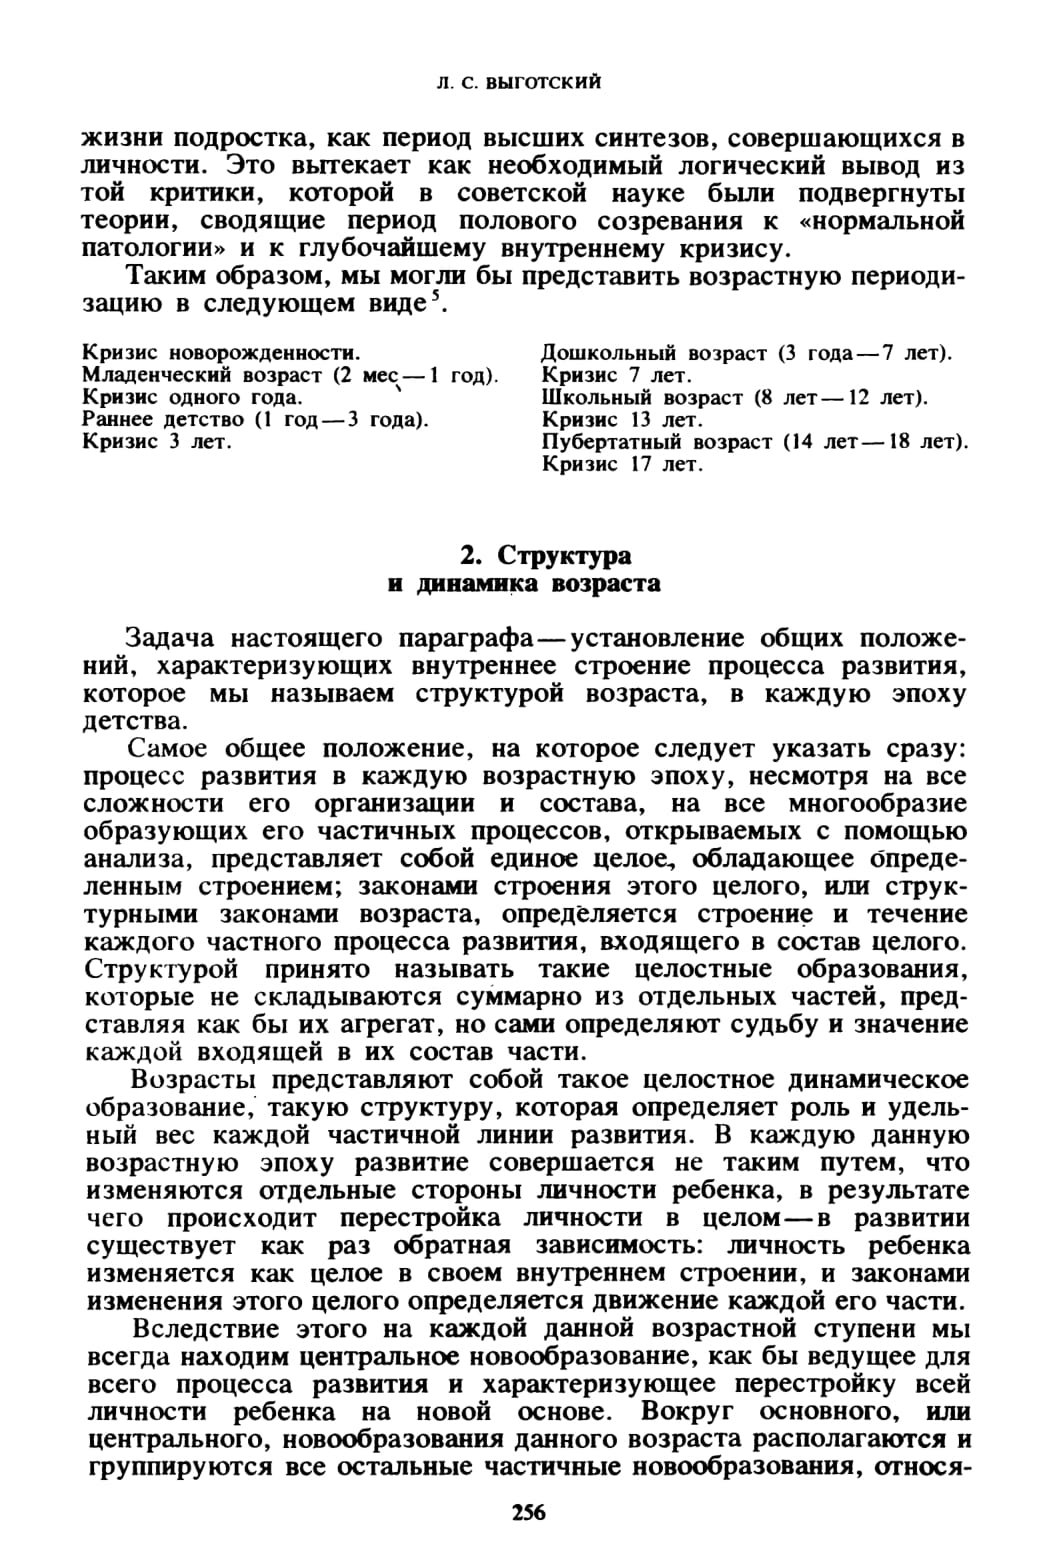 Л. С. ВЫГОТСКИЙ
жизни подростка, как период высших синтезов, совершающихся в
личности. Это вытекает как необходимый логический вывод из
той критики, которой в советской науке были подвергнуты
теории, сводящие период полового созревания к «нормальной
патологии» и к глубочайшему внутреннему кризису.
Таким образом, мы могли бы представить возрастную периоди-
зацию в следующем виде⁵.
Кризис новорожденности.
Младенческий возраст (2 мес—1 год).
Кризис одного года.
Раннее детство (1 год—3 года).
Кризис 3 лет.
Дошкольный возраст (3 года—7 лет).
Кризис 7 лет.
Школьный возраст (8 лет—12 лет).
Кризис 13 лет.
Пубертатный возраст (14 лет—18 лет).
Кризис 17 лет.
2. Структура
и динамика возраста
Задача настоящего параграфа—установление общих положе-
ний, характеризующих внутреннее строение процесса развития,
которое мы называем структурой возраста, в каждую эпоху
детства.
Самое общее положение, на которое следует указать сразу:
процесс развития в каждую возрастную эпоху, несмотря на все
сложности его организации и состава, на все многообразие
образующих его частичных процессов, открываемых с помощью
анализа, представляет собой единое целое, обладающее опреде-
ленным строением; законами строения этого целого, или струк-
турными законами возраста, определяется строение и течение
каждого частного процесса развития, входящего в состав целого.
Структурой принято называть такие целостные образования,
которые не складываются суммарно из отдельных частей, пред-
ставляя как бы их агрегат, но сами определяют судьбу и значение
каждой входящей в их состав части.
Возрасты представляют собой такое целостное динамическое
образование, такую структуру, которая определяет роль и удель-
ный вес каждой частичной линии развития. В каждую данную
возрастную эпоху развитие совершается не таким путем, что
изменяются отдельные стороны личности ребенка, в результате
чего происходит перестройка личности в целом—в развитии
существует как раз обратная зависимость: личность ребенка
изменяется как целое в своем внутреннем строении, и законами
изменения этого целого определяется движение каждой его части.
Вследствие этого на каждой данной возрастной ступени мы
всегда находим центральное новообразование, как бы ведущее для
всего процесса развития и характеризующее перестройку всей
личности ребенка на новой основе. Вокруг основного, или
центрального, новообразования данного возраста располагаются и
группируются все остальные частичные новообразования, относя-
256